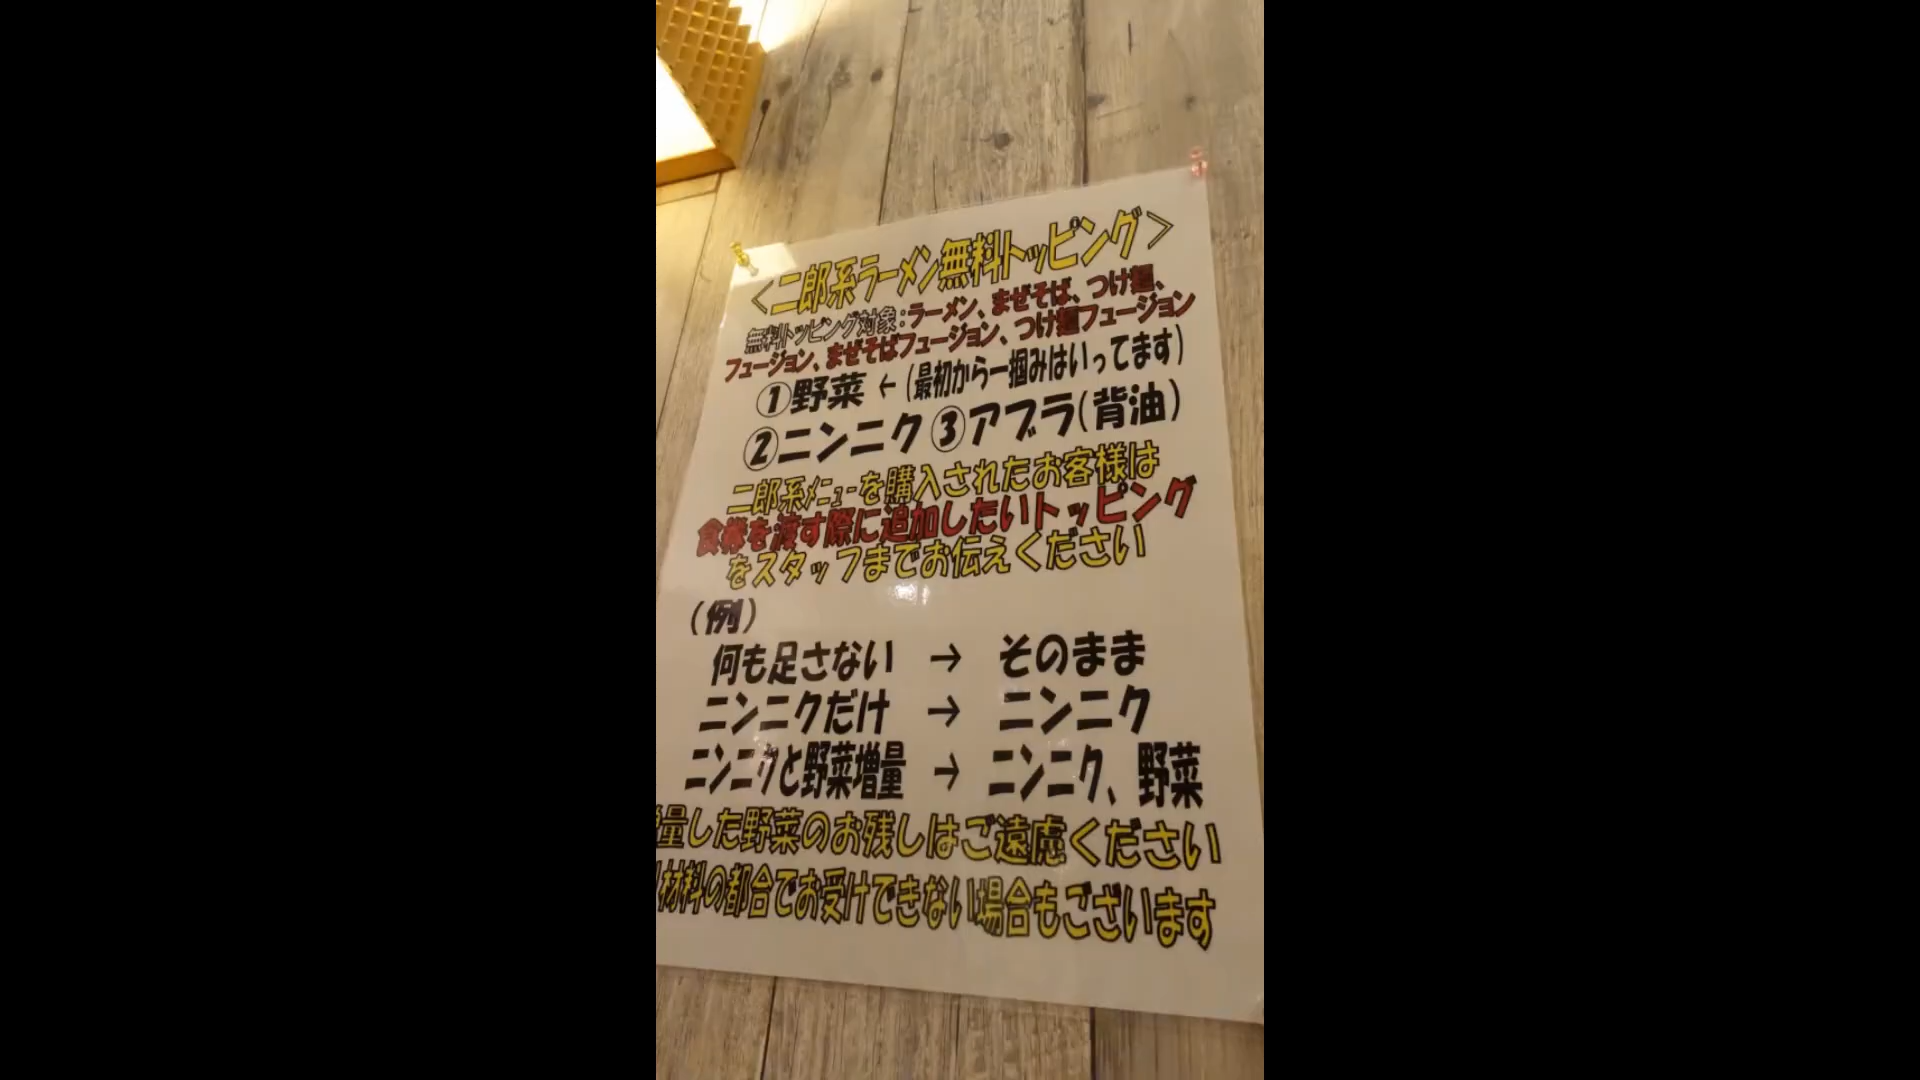 ＜二郎系ラーメン無料トッピング＞
無料トッピング対象：ラーメン、まぜそば、つけ麺、
フュージョン、まぜそばフュージョン、つけ麺フュージョン
①野菜 ←（最初から一掴みはいってます）
②ニンニク ③アブラ（背油）
二郎系メニューを購入されたお客様は
食券を渡す際に追加したいトッピング
をスタッフまでお伝えください
（例）
何も足さない → そのまま
ニンニクだけ → ニンニク
ニンニクと野菜増量 → ニンニク、野菜
増量した野菜のお残しはご遠慮ください
材料の都合でお受けできない場合もございます